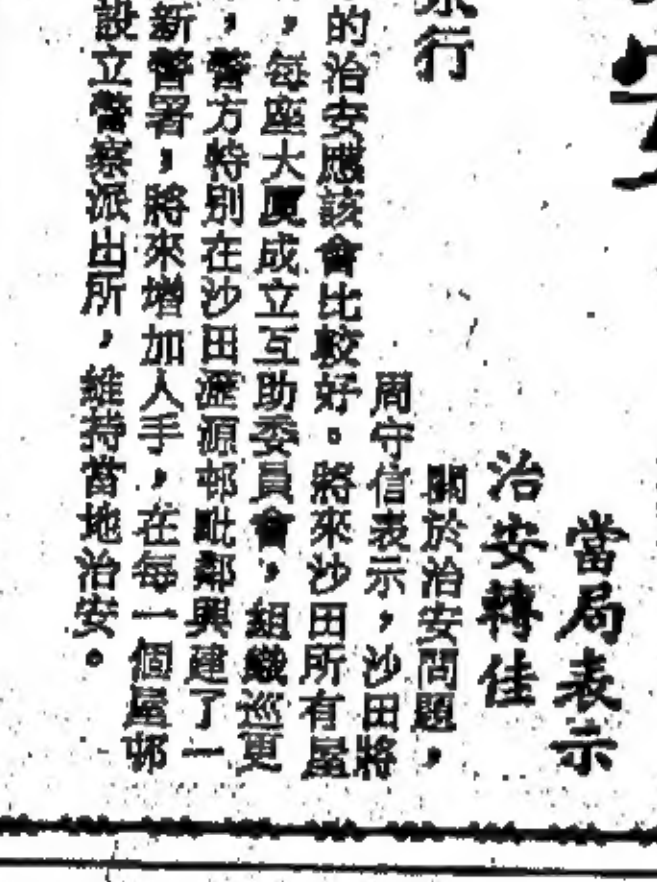 當局表示
治安轉佳
關於治安問題，
周守信表示，沙田將
的治安應該會比較好。將來沙田所有屋
，每座大厦成立互助委員會，組織巡更
，警方特別在沙田瀝源邨毗鄰興建了一
新警署，將來增加人手，在每一個屋邨
設立警察派出所，維持當地治安。
行